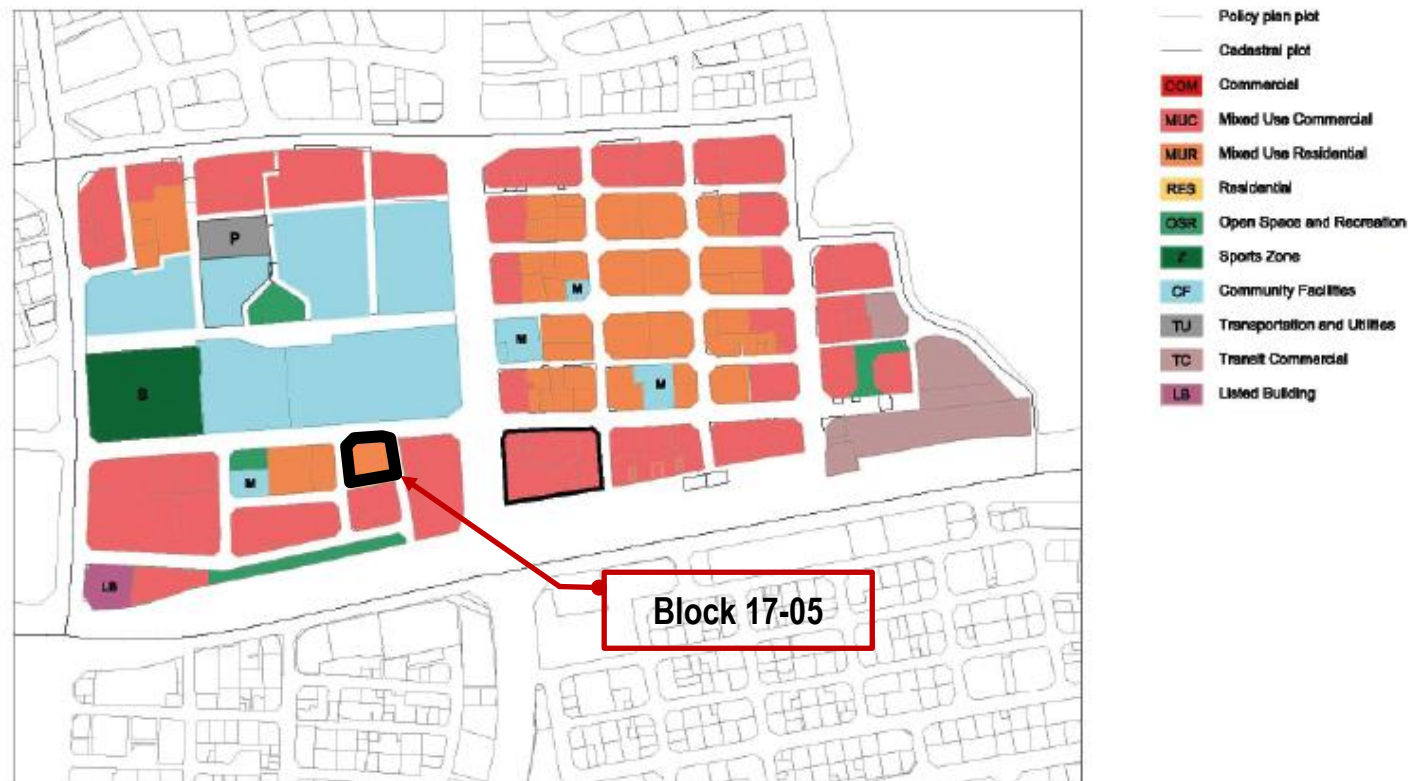 Policy plan plot
Cadastral plot
COM Commercial
MUC Mixed Use Commercial
MUR Mixed Use Residential
RES Residential
OSR Open Space and Recreation
Sports Zone
CF Community Facilities
TU Transportation and Utilities
TC Transit Commercial
LB Listed Building
P
M
M
S
M
M
LB
Block 17-05